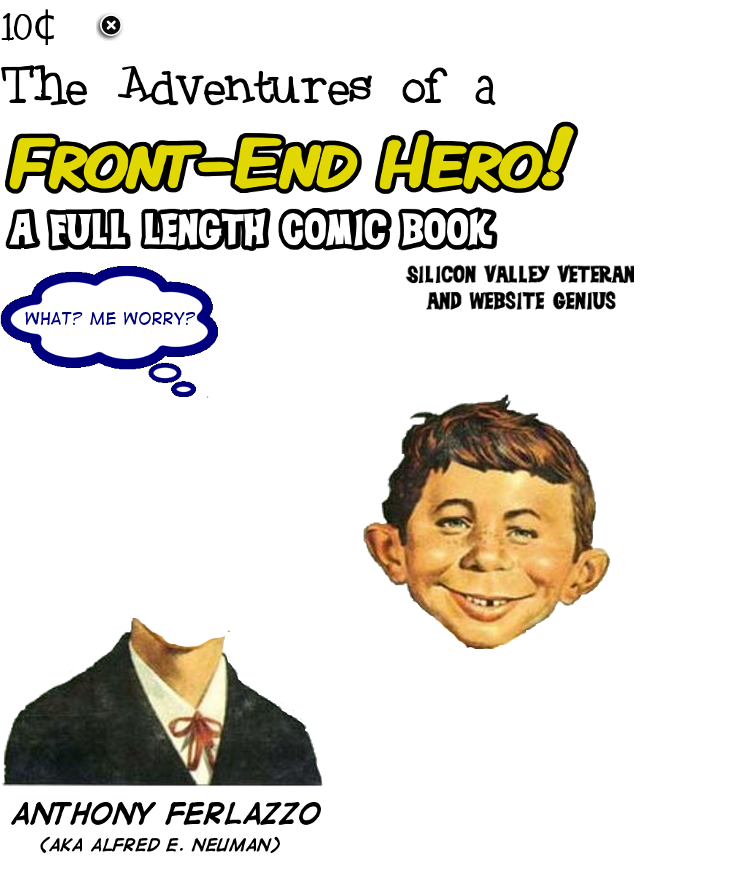 10¢
The Adventures of a
Front-End Hero!
A FULL LENGTH COMIC BOOK
SILICON VALLEY VETERAN
AND WEBSITE GENIUS
WHAT? ME WORRY?
ANTHONY FERLAZZO
(AKA ALFRED E. NEUMAN)